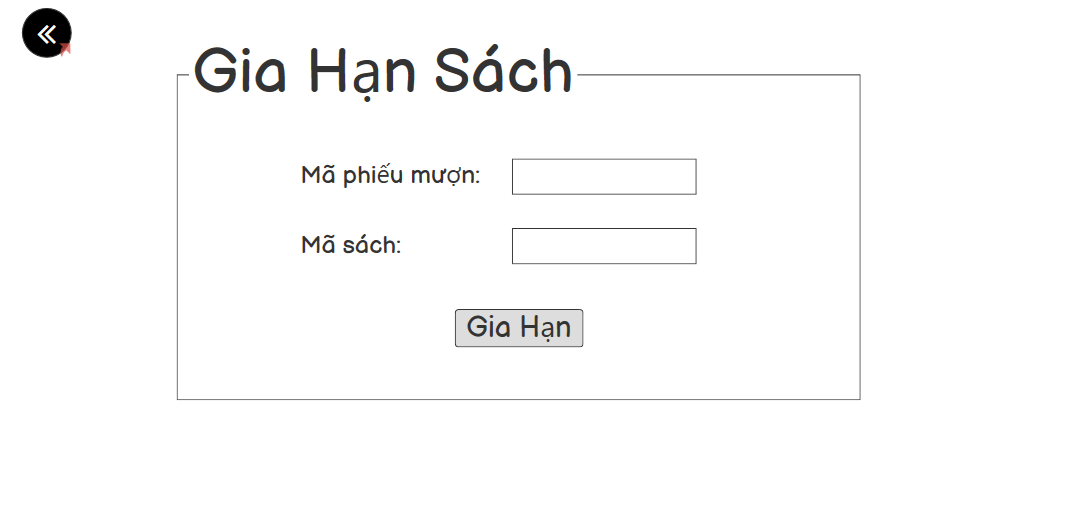 Gia Hạn Sách
Mã phiếu mượn:
Mã sách:
Gia Hạn